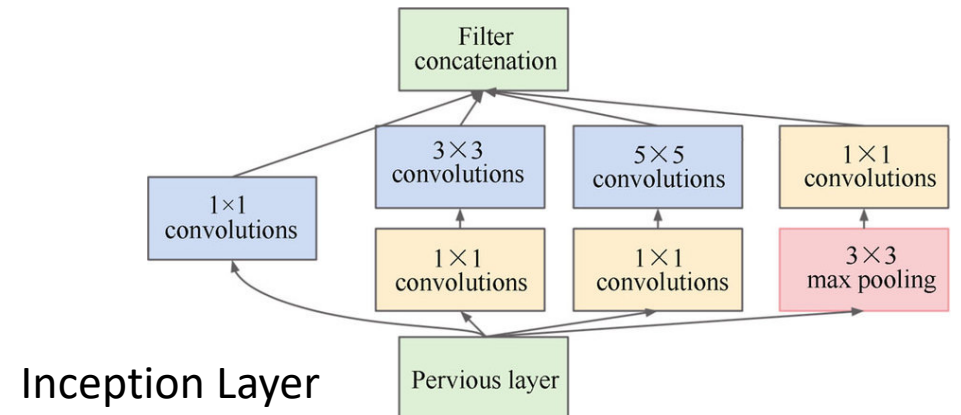 Filter
concatenation
3×3
convolutions
5×5
convolutions
1×1
convolutions
1×1
convolutions
1×1
convolutions
1×1
convolutions
3×3
max pooling
Inception Layer
Pervious layer